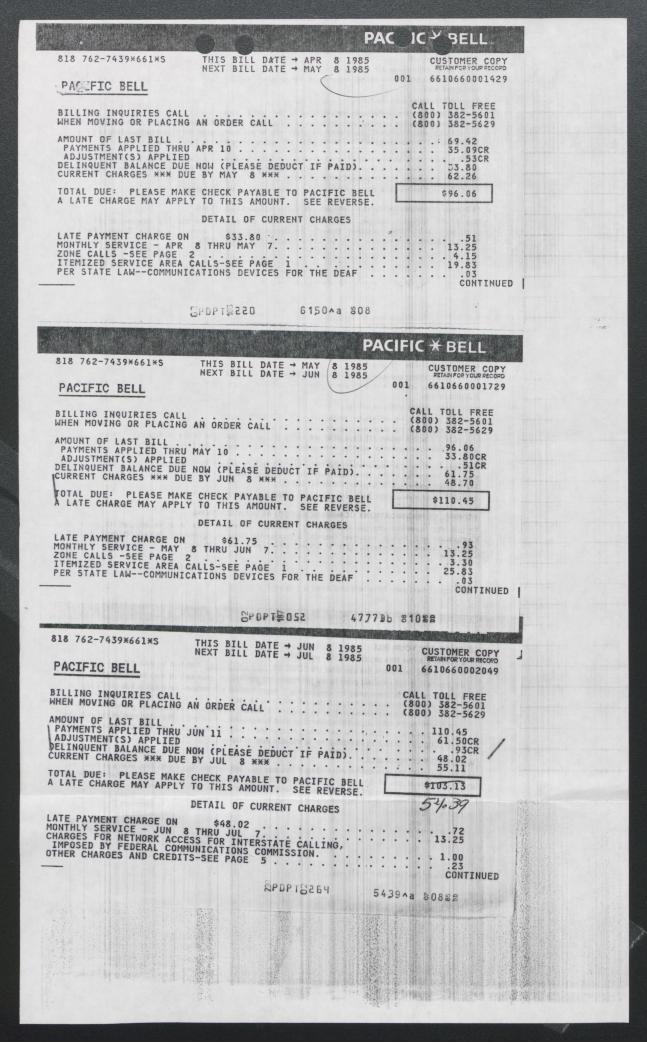 PACIFIC BELL
818 762-7439*661*S THIS BILL DATE → APR 8 1985 CUSTOMER COPY
NEXT BILL DATE → MAY 8 1985 RETAIN FOR YOUR RECORD
001 6610660001429
PACIFIC BELL
CALL TOLL FREE
BILLING INQUIRIES CALL . . . . . . . . . . . . . . . (800) 382-5601
WHEN MOVING OR PLACING AN ORDER CALL . . . . . . . . . (800) 382-5629
AMOUNT OF LAST BILL . . . . . . . . . . . . . . . . . 69.42
PAYMENTS APPLIED THRU APR 10 . . . . . . . . . . . . 35.09CR
ADJUSTMENT(S) APPLIED . . . . . . . . . . . . . . . .53CR
DELINQUENT BALANCE DUE NOW (PLEASE DEDUCT IF PAID). . . . . 33.80
CURRENT CHARGES *** DUE BY MAY 8 *** . . . . . . . . . 62.26
TOTAL DUE: PLEASE MAKE CHECK PAYABLE TO PACIFIC BELL $96.06
A LATE CHARGE MAY APPLY TO THIS AMOUNT. SEE REVERSE.
DETAIL OF CURRENT CHARGES
LATE PAYMENT CHARGE ON $33.80 . . . . . . . . . . . . .51
MONTHLY SERVICE - APR 8 THRU MAY 7. . . . . . . . . . . 13.25
ZONE CALLS -SEE PAGE 2 . . . . . . . . . . . . . . . 4.15
ITEMIZED SERVICE AREA CALLS-SEE PAGE 1 . . . . . . . . 19.83
PER STATE LAW--COMMUNICATIONS DEVICES FOR THE DEAF . . . . .03
CONTINUED
PACIFIC BELL
818 762-7439*661*S THIS BILL DATE → MAY 8 1985 CUSTOMER COPY
NEXT BILL DATE → JUN 8 1985 RETAIN FOR YOUR RECORD
001 6610660001729
PACIFIC BELL
CALL TOLL FREE
BILLING INQUIRIES CALL . . . . . . . . . . . . . . . (800) 382-5601
WHEN MOVING OR PLACING AN ORDER CALL . . . . . . . . . (800) 382-5629
AMOUNT OF LAST BILL . . . . . . . . . . . . . . . . . 96.06
PAYMENTS APPLIED THRU MAY 10 . . . . . . . . . . . . 33.80CR
ADJUSTMENT(S) APPLIED . . . . . . . . . . . . . . . .51CR
DELINQUENT BALANCE DUE NOW (PLEASE DEDUCT IF PAID). . . . . 61.75
CURRENT CHARGES *** DUE BY JUN 8 *** . . . . . . . . . 48.70
TOTAL DUE: PLEASE MAKE CHECK PAYABLE TO PACIFIC BELL $110.45
A LATE CHARGE MAY APPLY TO THIS AMOUNT. SEE REVERSE.
DETAIL OF CURRENT CHARGES
LATE PAYMENT CHARGE ON $61.75 . . . . . . . . . . . . .93
MONTHLY SERVICE - MAY 8 THRU JUN 7. . . . . . . . . . . 13.25
ZONE CALLS -SEE PAGE 2 . . . . . . . . . . . . . . . 3.30
ITEMIZED SERVICE AREA CALLS-SEE PAGE 1 . . . . . . . . 25.83
PER STATE LAW--COMMUNICATIONS DEVICES FOR THE DEAF . . . . .03
CONTINUED
818 762-7439*661*S THIS BILL DATE → JUN 8 1985 CUSTOMER COPY
NEXT BILL DATE → JUL 8 1985 RETAIN FOR YOUR RECORD
001 6610660002049
PACIFIC BELL
CALL TOLL FREE
BILLING INQUIRIES CALL . . . . . . . . . . . . . . . (800) 382-5601
WHEN MOVING OR PLACING AN ORDER CALL . . . . . . . . . (800) 382-5629
AMOUNT OF LAST BILL . . . . . . . . . . . . . . . . . 110.45
PAYMENTS APPLIED THRU JUN 11 . . . . . . . . . . . . 61.50CR
ADJUSTMENT(S) APPLIED . . . . . . . . . . . . . . . .93CR
DELINQUENT BALANCE DUE NOW (PLEASE DEDUCT IF PAID). . . . . 48.02
CURRENT CHARGES *** DUE BY JUL 8 *** . . . . . . . . . 55.11
TOTAL DUE: PLEASE MAKE CHECK PAYABLE TO PACIFIC BELL $103.13
A LATE CHARGE MAY APPLY TO THIS AMOUNT. SEE REVERSE.
54.39
DETAIL OF CURRENT CHARGES
LATE PAYMENT CHARGE ON $48.02 . . . . . . . . . . . . .72
MONTHLY SERVICE - JUN 8 THRU JUL 7. . . . . . . . . . . 13.25
CHARGES FOR NETWORK ACCESS FOR INTERSTATE CALLING,
IMPOSED BY FEDERAL COMMUNICATIONS COMMISSION. . . . . . . 1.00
OTHER CHARGES AND CREDITS-SEE PAGE 5 . . . . . . . . . .23
CONTINUED